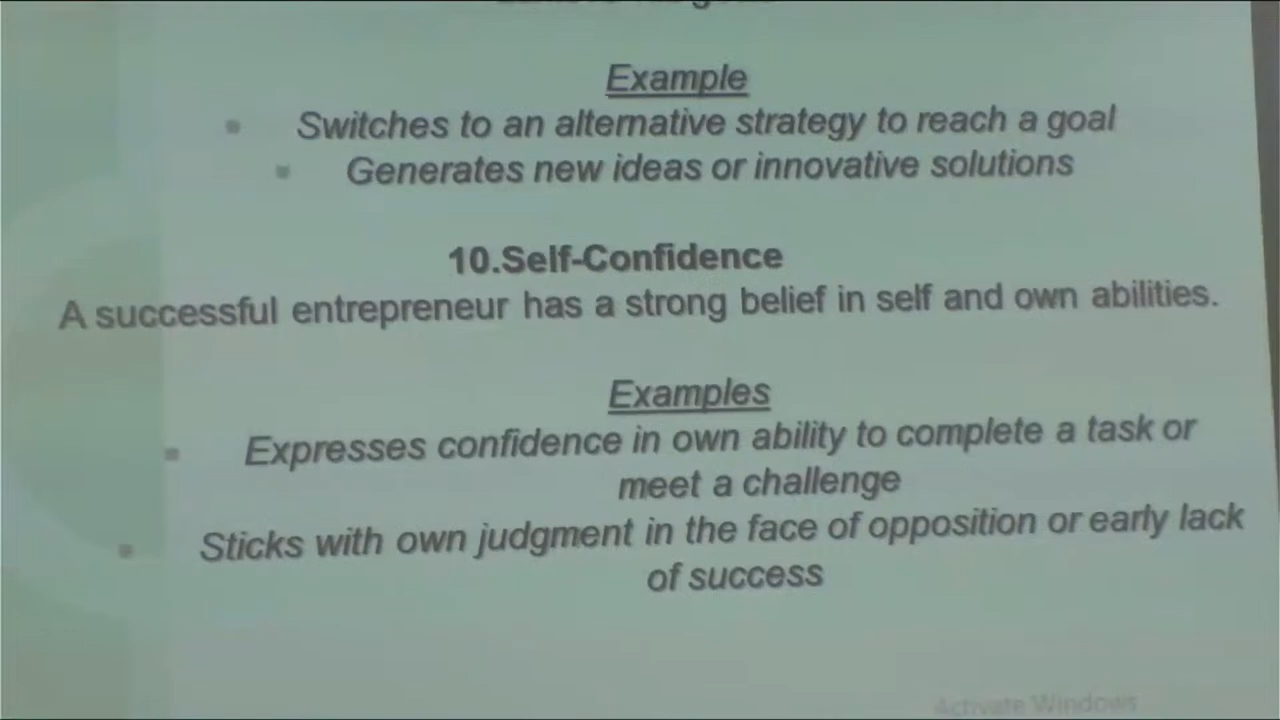 Example
▪ Switches to an alternative strategy to reach a goal
▪ Generates new ideas or innovative solutions
10.Self-Confidence
A successful entrepreneur has a strong belief in self and own abilities.
Examples
▪ Expresses confidence in own ability to complete a task or
meet a challenge
▪ Sticks with own judgment in the face of opposition or early lack
of success
Activate Windows